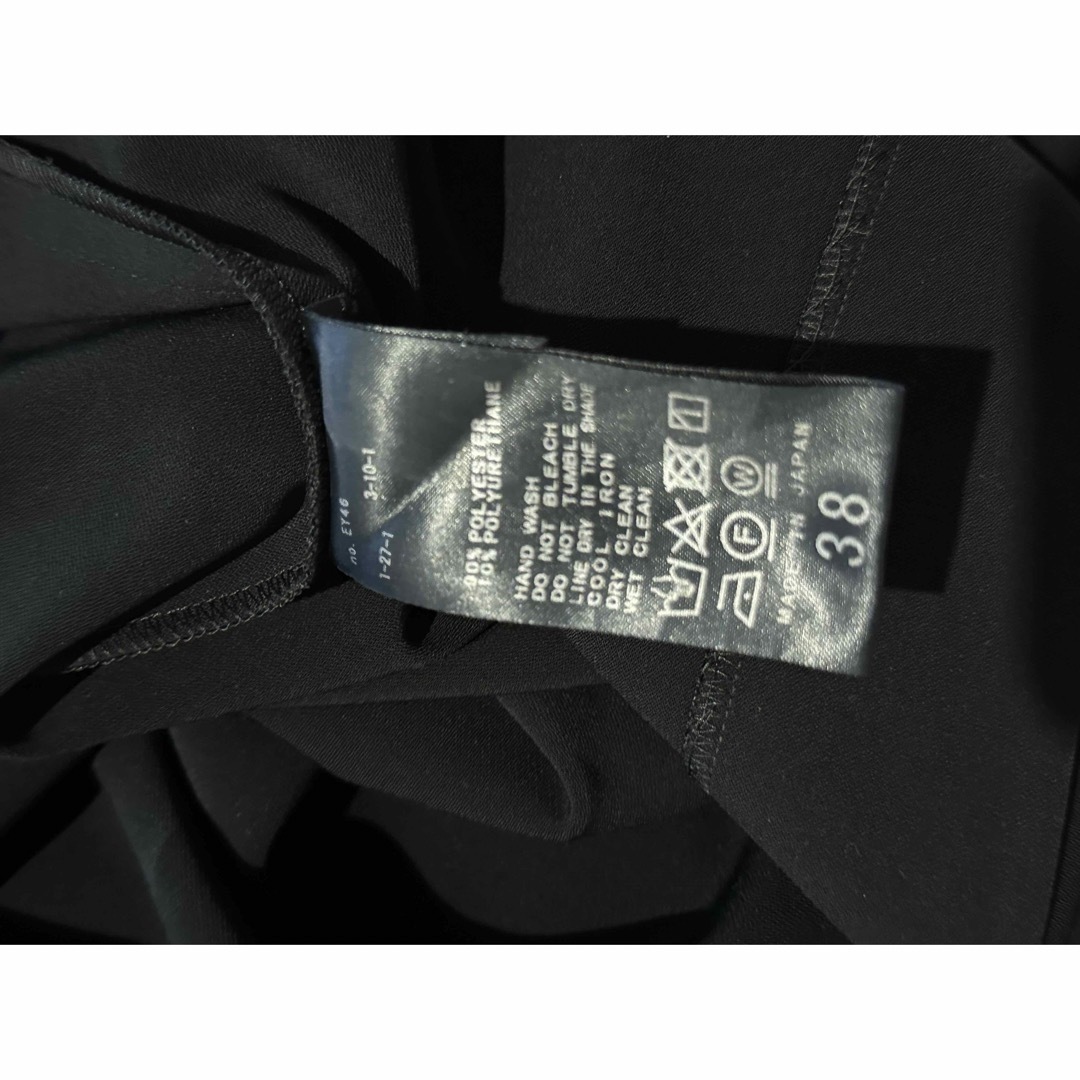 no. EY46
1-27-1
3-10-1
90% POLYESTER
10% POLYURETHANE
HAND WASH
DO NOT BLEACH
DO NOT TUMBLE DRY
LINE DRY IN THE SHADE
COOL IRON
DRY CLEAN
WET CLEAN
F
W
MADE IN JAPAN
38